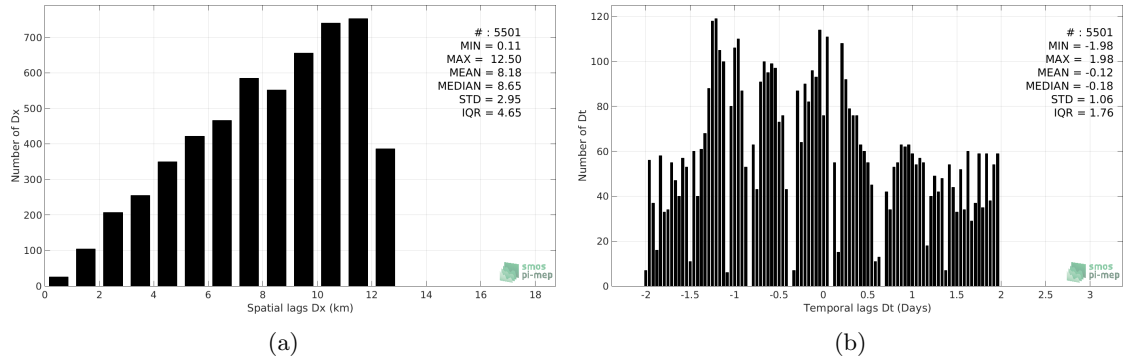 # : 5501
MIN = 0.11
MAX = 12.50
MEAN = 8.18
MEDIAN = 8.65
STD = 2.95
IQR = 4.65
Number of Dx
700
600
500
400
300
200
100
0
0 2 4 6 8 10 12 14 16 18
Spatial lags Dx (km)
smos
pi-mep
(a)
# : 5501
MIN = -1.98
MAX = 1.98
MEAN = -0.12
MEDIAN = -0.18
STD = 1.06
IQR = 1.76
Number of Dt
120
100
80
60
40
20
0
-2 -1.5 -1 -0.5 0 0.5 1 1.5 2 2.5 3
Temporal lags Dt (Days)
smos
pi-mep
(b)